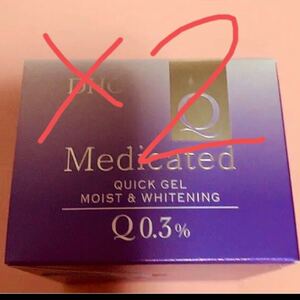 ×2
DHC
Q
Medicated
QUICK GEL
MOIST & WHITENING
Q 0.3%